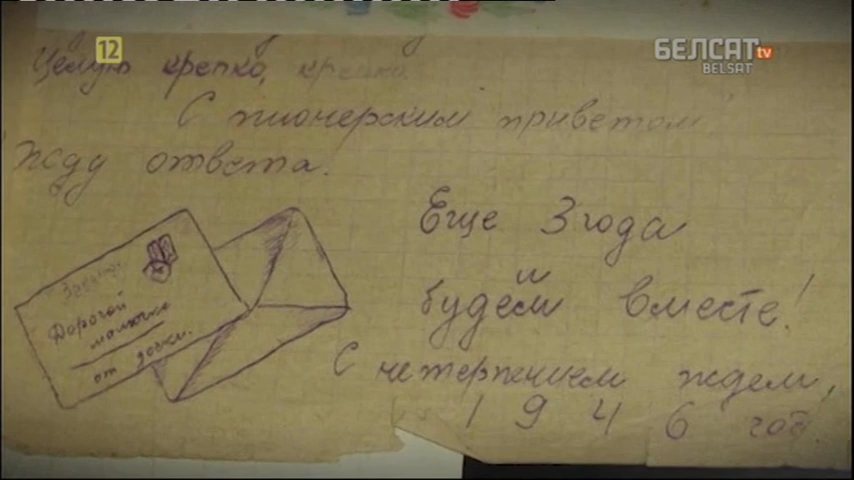 12
БЕЛСАТ tv
BELSAT
Целую крепко, крепко
С пионерским приветом!
Жду ответа.
Еще 3 года
и
будем вместе!
С нетерпением ждем,
1946 год.
Дорогой
мамочке
от дочки.